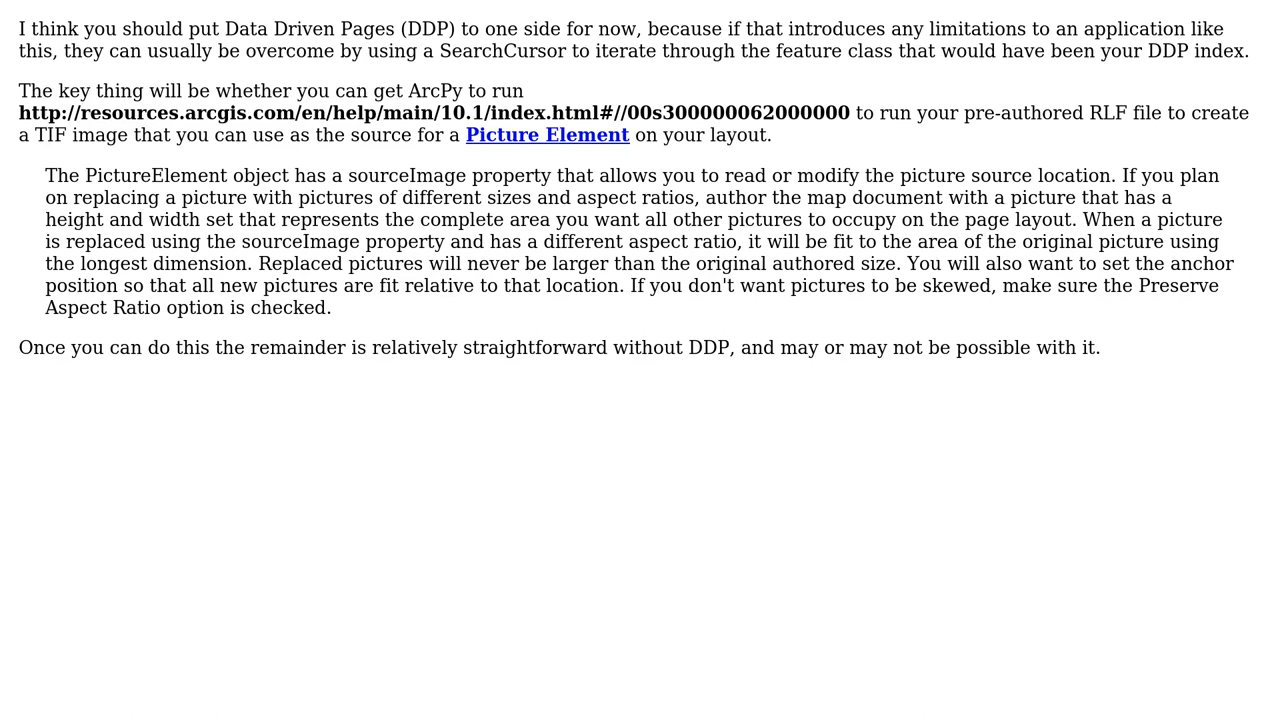 I think you should put Data Driven Pages (DDP) to one side for now, because if that introduces any limitations to an application like
this, they can usually be overcome by using a SearchCursor to iterate through the feature class that would have been your DDP index.
The key thing will be whether you can get ArcPy to run
http://resources.arcgis.com/en/help/main/10.1/index.html#//00s300000062000000 to run your pre-authored RLF file to create
a TIF image that you can use as the source for a Picture Element on your layout.
The PictureElement object has a sourceImage property that allows you to read or modify the picture source location. If you plan
on replacing a picture with pictures of different sizes and aspect ratios, author the map document with a picture that has a
height and width set that represents the complete area you want all other pictures to occupy on the page layout. When a picture
is replaced using the sourceImage property and has a different aspect ratio, it will be fit to the area of the original picture using
the longest dimension. Replaced pictures will never be larger than the original authored size. You will also want to set the anchor
position so that all new pictures are fit relative to that location. If you don't want pictures to be skewed, make sure the Preserve
Aspect Ratio option is checked.
Once you can do this the remainder is relatively straightforward without DDP, and may or may not be possible with it.